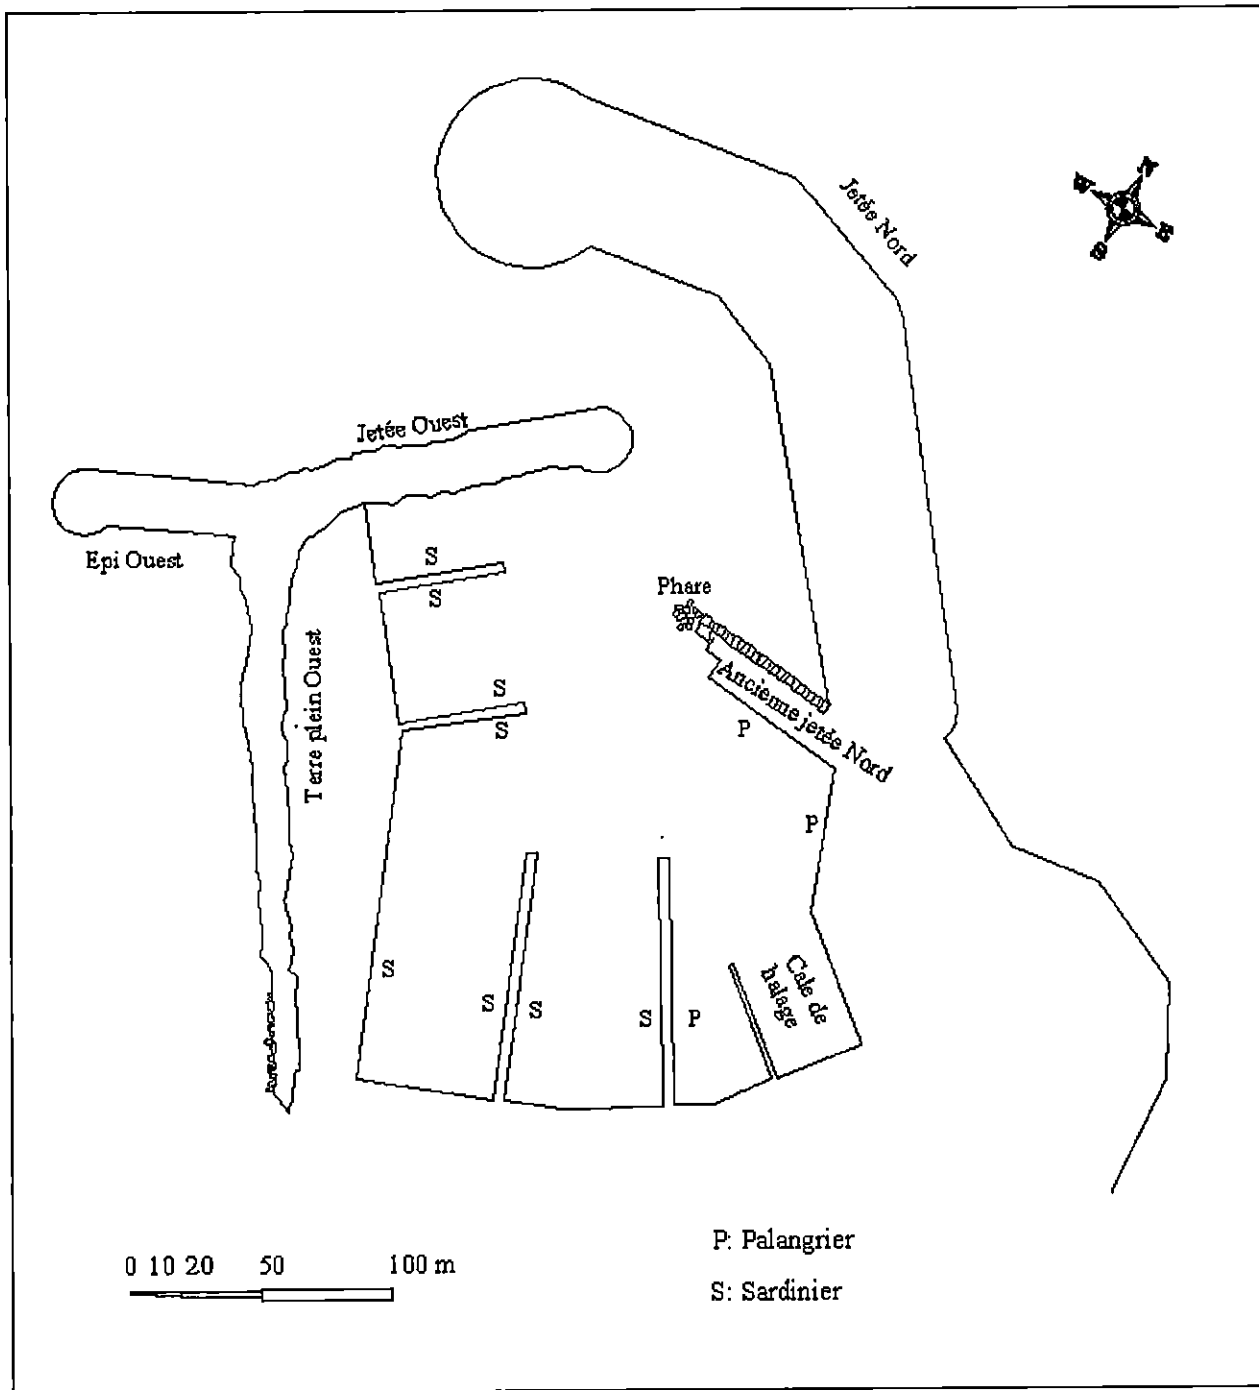 Jetée Nord
N
E
S
Jetée Ouest
Epi Ouest
S
S
Phare
Terre plein Ouest
S
S
Ancienne jetée Nord
P
P
S
S
S
S
P
Cale de
halage
P: Palangrier
S: Sardinier
0 10 20 50 100 m